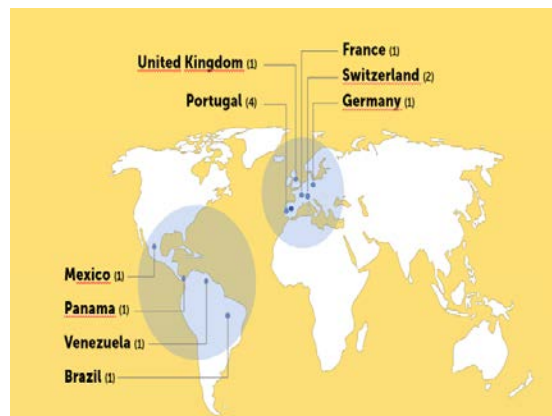 France (1)
United Kingdom (1)
Switzerland (2)
Portugal (4)
Germany (1)
Mexico (1)
Panama (1)
Venezuela (1)
Brazil (1)